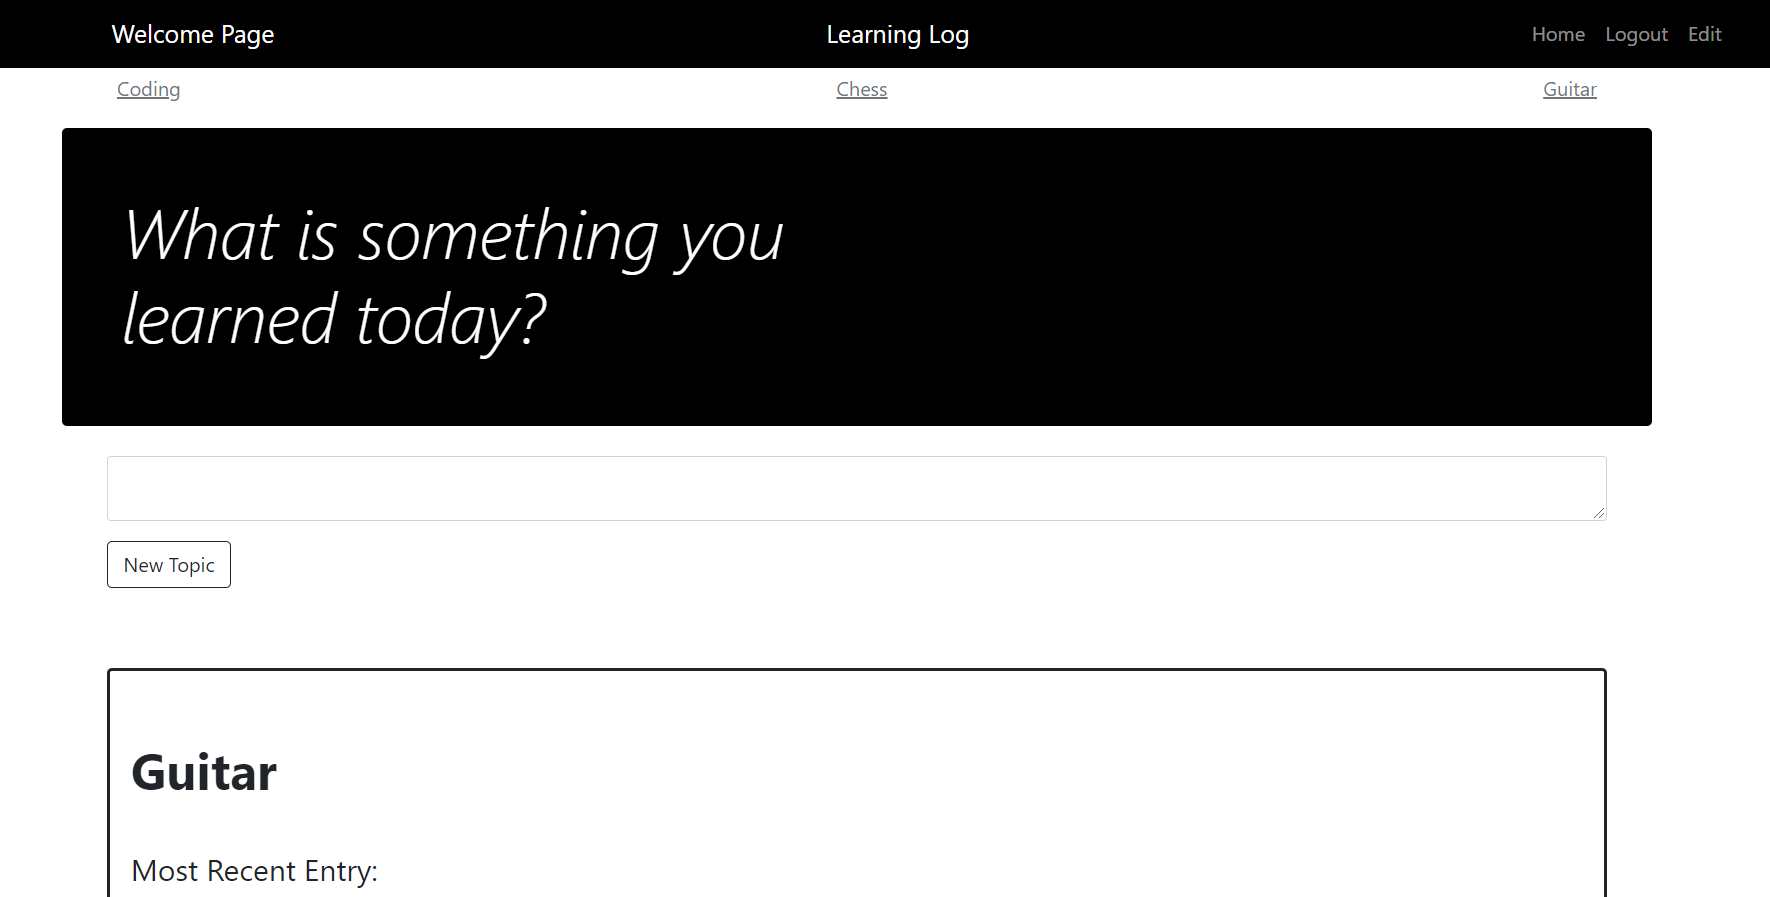 Welcome Page Learning Log Home Logout Edit
Coding Chess Guitar
What is something you
learned today?
New Topic
Guitar
Most Recent Entry: